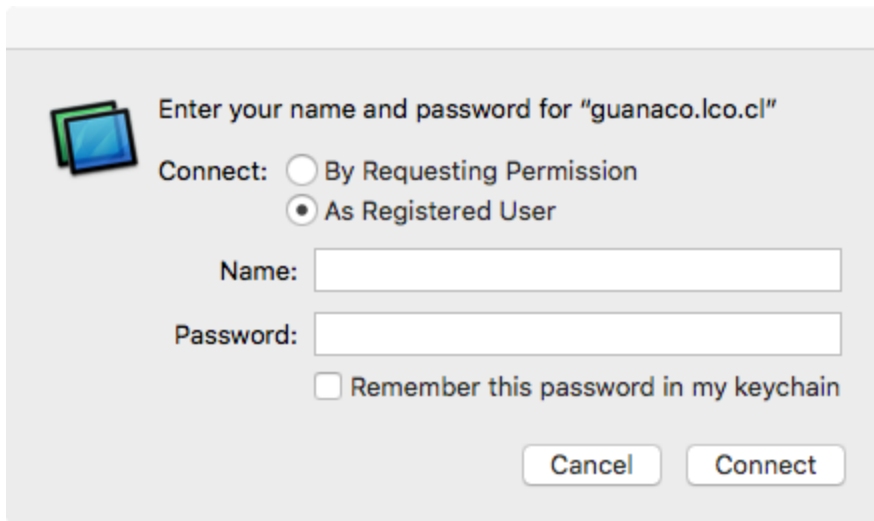 Enter your name and password for “guanaco.lco.cl”
Connect: By Requesting Permission
As Registered User
Name:
Password:
Remember this password in my keychain
Cancel Connect